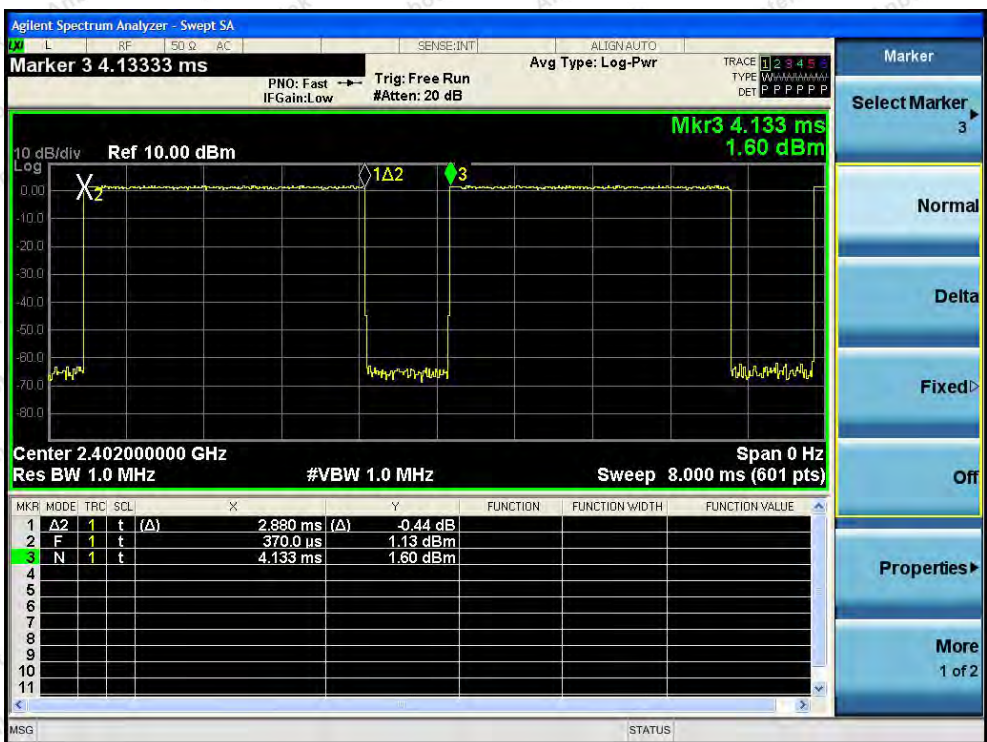 Agilent Spectrum Analyzer - Swept SA
LXI L RF 50 Ω AC SENSE:INT ALIGN AUTO
Marker 3 4.13333 ms
PNO: Fast
IFGain:Low
Trig: Free Run
#Atten: 20 dB
Avg Type: Log-Pwr
TRACE 1 2 3 4 5 6
TYPE
DET P P P P P P
Mkr3 4.133 ms
1.60 dBm
10 dB/div Ref 10.00 dBm
Log
1Δ2
3
X2
0.00
-10.0
-20.0
-30.0
-40.0
-50.0
-60.0
-70.0
-80.0
Center 2.402000000 GHz Span 0 Hz
Res BW 1.0 MHz #VBW 1.0 MHz Sweep 8.000 ms (601 pts)
MKR MODE TRC SCL X Y FUNCTION FUNCTION WIDTH FUNCTION VALUE
1 Δ2 1 t (Δ) 2.880 ms (Δ) -0.44 dB
2 F 1 t 370.0 µs 1.13 dBm
3 N 1 t 4.133 ms 1.60 dBm
4
5
6
7
8
9
10
11
MSG STATUS
Marker
Select Marker
3
Normal
Delta
Fixed
Off
Properties
More
1 of 2